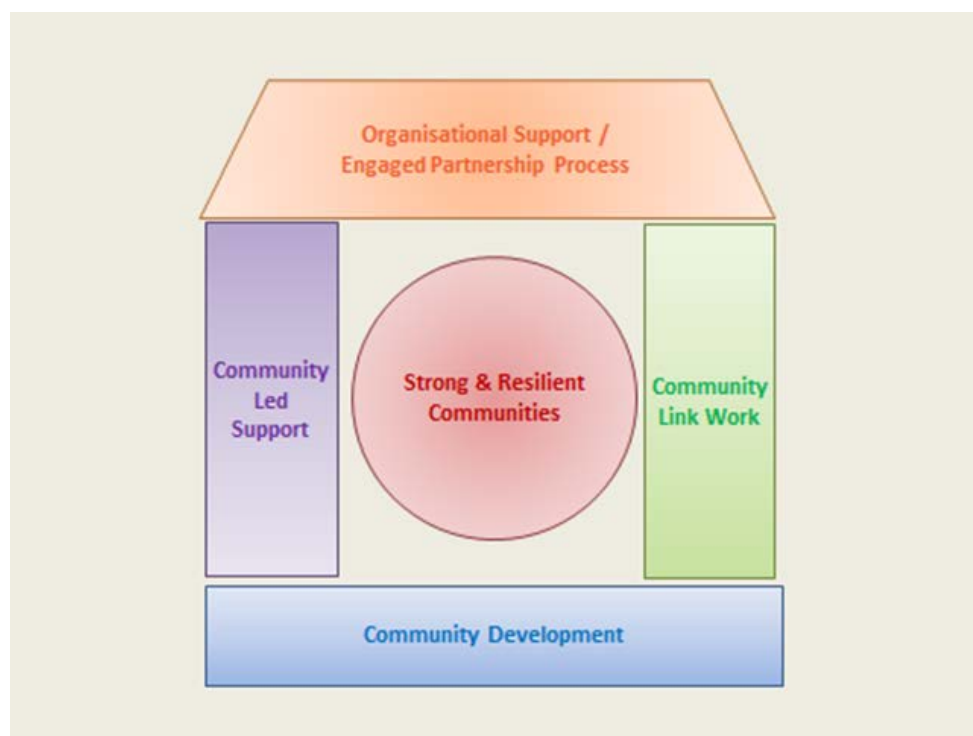 Organisational Support /
Engaged Partnership Process
Community
Led
Support
Strong & Resilient
Communities
Community
Link Work
Community Development